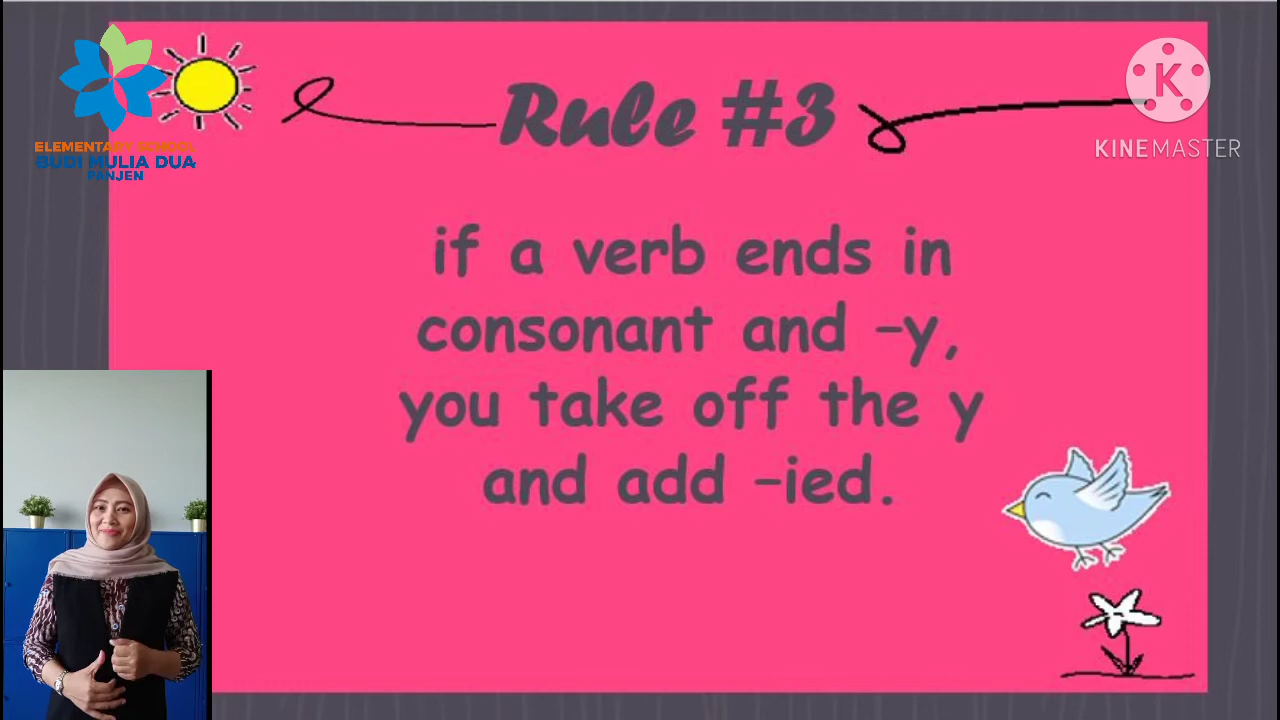 Rule #3
if a verb ends in
consonant and -y,
you take off the y
and add -ied.
ELEMENTARY SCHOOL
BUDI MULIA DUA
PANJEN
K
KINEMASTER